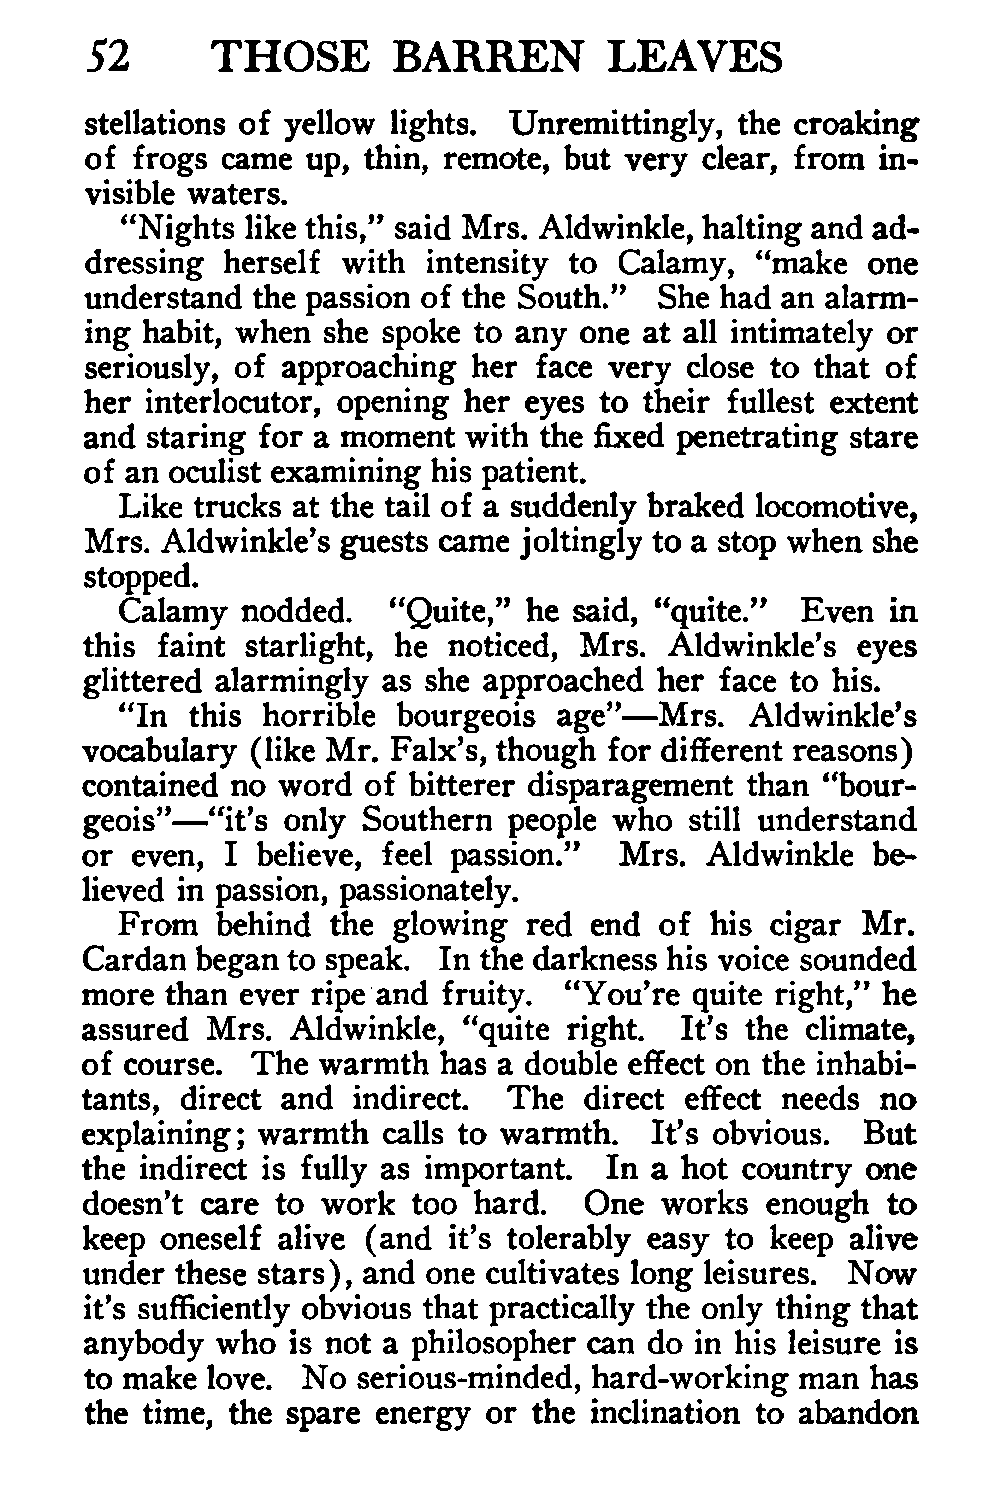 52 THOSE BARREN LEAVES
stellations of yellow lights. Unremittingly, the croaking
of frogs came up, thin, remote, but very clear, from in-
visible waters.
“Nights like this,” said Mrs. Aldwinkle, halting and ad-
dressing herself with intensity to Calamy, “make one
understand the passion of the South.” She had an alarm-
ing habit, when she spoke to any one at all intimately or
seriously, of approaching her face very close to that of
her interlocutor, opening her eyes to their fullest extent
and staring for a moment with the fixed penetrating stare
of an oculist examining his patient.
Like trucks at the tail of a suddenly braked locomotive,
Mrs. Aldwinkle’s guests came joltingly to a stop when she
stopped.
Calamy nodded. “Quite,” he said, “quite.” Even in
this faint starlight, he noticed, Mrs. Aldwinkle’s eyes
glittered alarmingly as she approached her face to his.
“In this horrible bourgeois age”—Mrs. Aldwinkle’s
vocabulary (like Mr. Falx’s, though for different reasons)
contained no word of bitterer disparagement than “bour-
geois”—“it’s only Southern people who still understand
or even, I believe, feel passion.” Mrs. Aldwinkle be-
lieved in passion, passionately.
From behind the glowing red end of his cigar Mr.
Cardan began to speak. In the darkness his voice sounded
more than ever ripe and fruity. “You’re quite right,” he
assured Mrs. Aldwinkle, “quite right. It’s the climate,
of course. The warmth has a double effect on the inhabi-
tants, direct and indirect. The direct effect needs no
explaining; warmth calls to warmth. It’s obvious. But
the indirect is fully as important. In a hot country one
doesn’t care to work too hard. One works enough to
keep oneself alive (and it’s tolerably easy to keep alive
under these stars), and one cultivates long leisures. Now
it’s sufficiently obvious that practically the only thing that
anybody who is not a philosopher can do in his leisure is
to make love. No serious-minded, hard-working man has
the time, the spare energy or the inclination to abandon